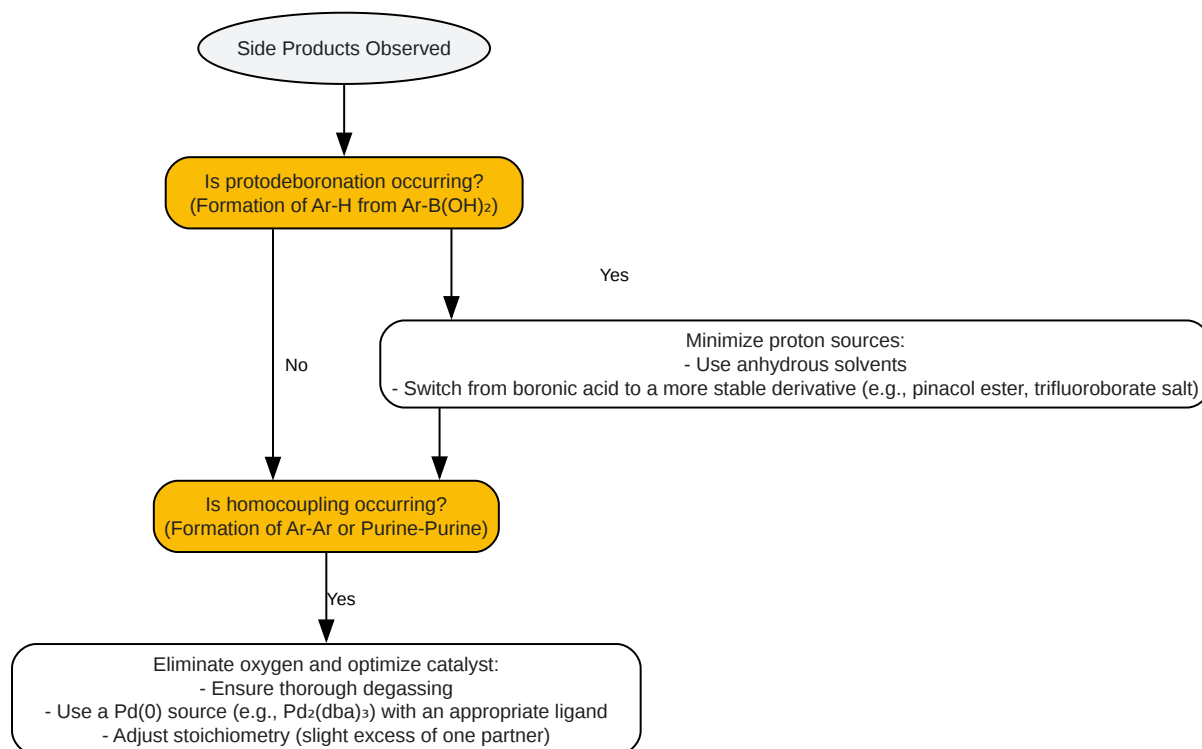 Side Products Observed
Is protodeboronation occurring?
(Formation of Ar-H from Ar-B(OH)₂)
Yes
Minimize proton sources:
- Use anhydrous solvents
- Switch from boronic acid to a more stable derivative (e.g., pinacol ester, trifluoroborate salt)
No
Is homocoupling occurring?
(Formation of Ar-Ar or Purine-Purine)
Yes
Eliminate oxygen and optimize catalyst:
- Ensure thorough degassing
- Use a Pd(0) source (e.g., Pd₂(dba)₃) with an appropriate ligand
- Adjust stoichiometry (slight excess of one partner)